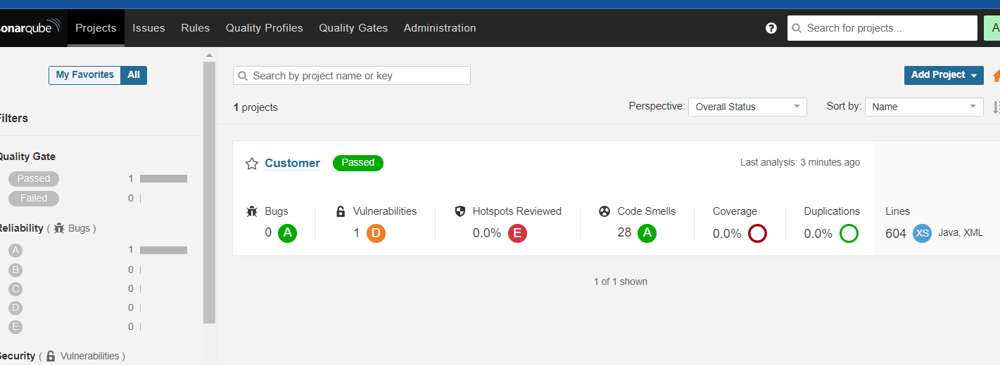 onarqube Projects Issues Rules Quality Profiles Quality Gates Administration ? Search for projects... A
My Favorites All
Search by project name or key
Add Project
1 projects
Perspective: Overall Status
Sort by: Name
ilters
Quality Gate
Passed 1
Failed 0
Reliability ( Bugs )
A 1
B 0
C 0
D 0
E 0
Security ( Vulnerabilities )
Customer Passed
Last analysis: 3 minutes ago
Bugs Vulnerabilities Hotspots Reviewed Code Smells Coverage Duplications Lines
0 A 1 D 0.0% E 28 A 0.0% 0.0% 604 XS Java, XML
1 of 1 shown